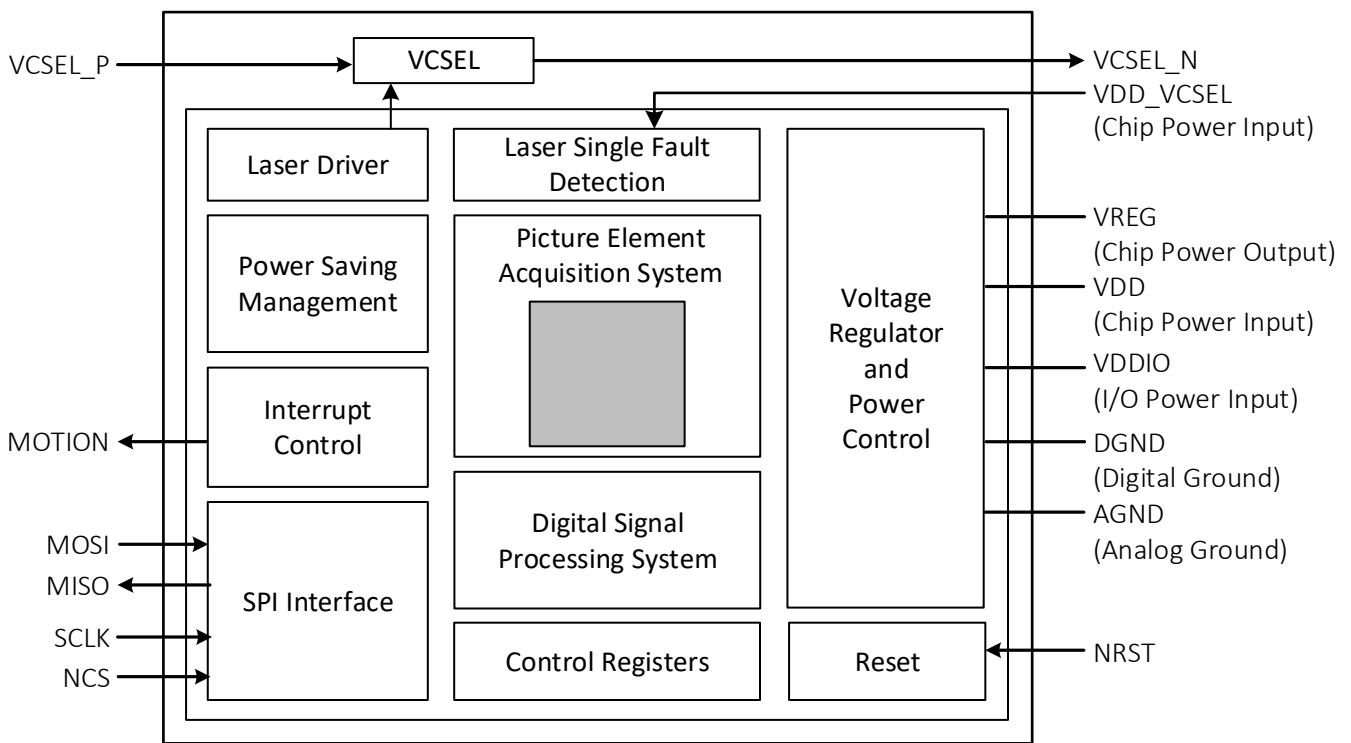 VCSEL_P
VCSEL
VCSEL_N
VDD_VCSEL
(Chip Power Input)
Laser Driver
Laser Single Fault
Detection
Power Saving
Management
Picture Element
Acquisition System
Voltage
Regulator
and
Power
Control
VREG
(Chip Power Output)
VDD
(Chip Power Input)
VDDIO
(I/O Power Input)
DGND
(Digital Ground)
AGND
(Analog Ground)
MOTION
Interrupt
Control
MOSI
MISO
SCLK
NCS
SPI Interface
Digital Signal
Processing System
Control Registers
Reset
NRST